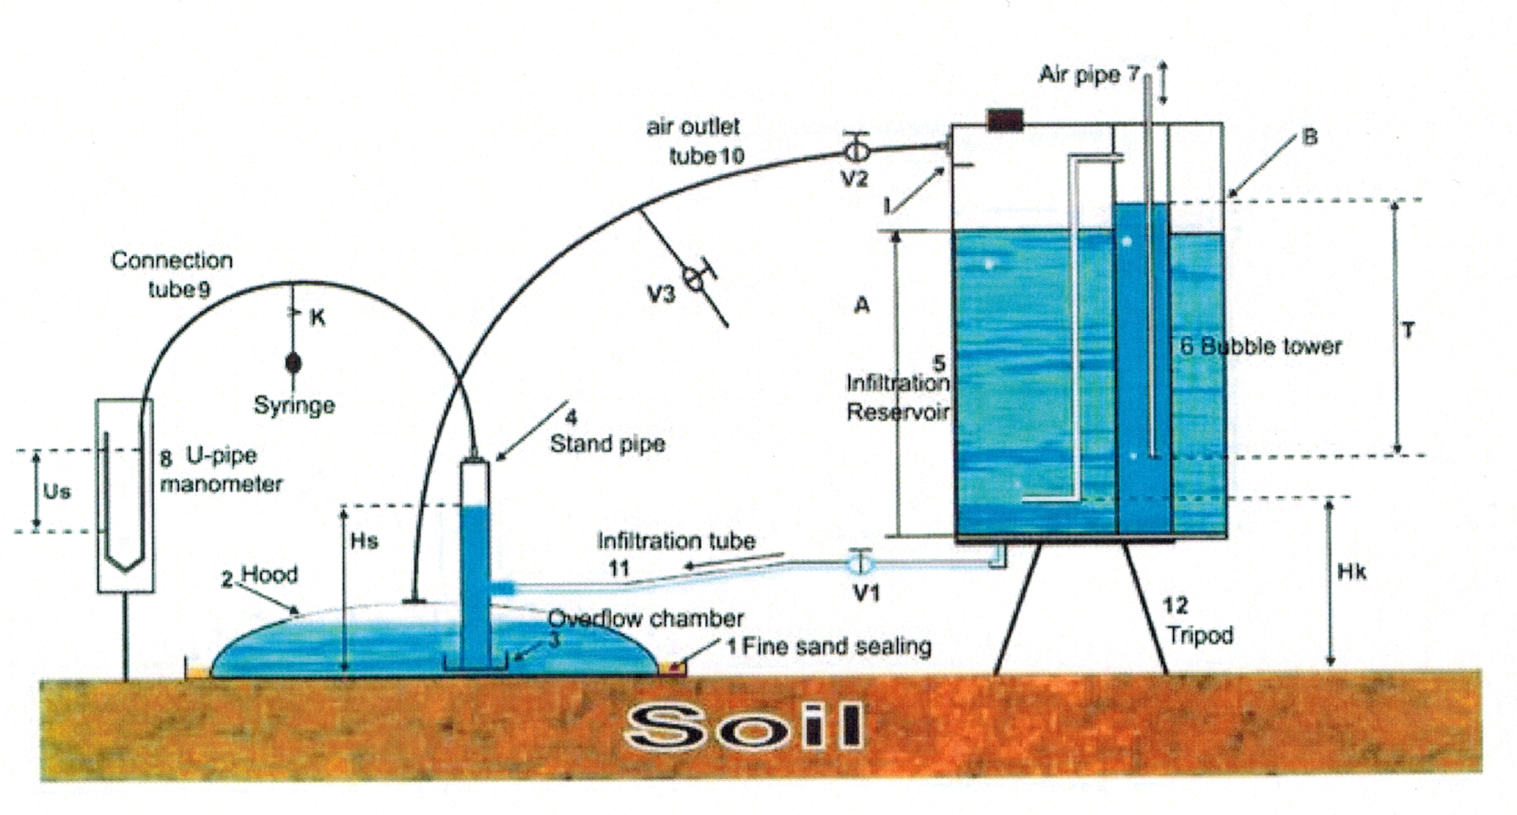 Air pipe 7
air outlet
tube 10
V2
B
I
Connection
tube 9
K
V3
A
T
6 Bubble tower
5
Infiltration
Reservoir
Syringe
4
Stand pipe
8 U-pipe
manometer
Us
Hs
Infiltration tube
11
V1
Hk
2 Hood
Overflow chamber
3
1 Fine sand sealing
12
Tripod
Soil